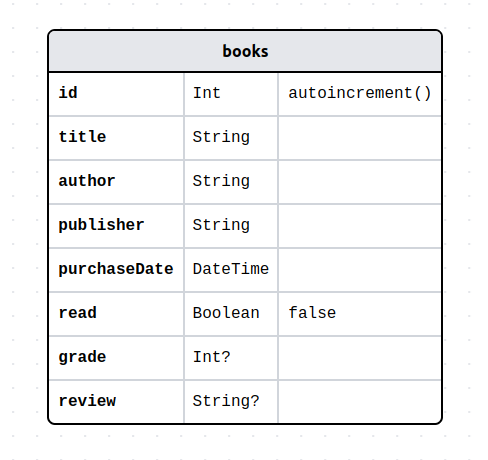 books
id Int autoincrement()
title String
author String
publisher String
purchaseDate DateTime
read Boolean false
grade Int?
review String?